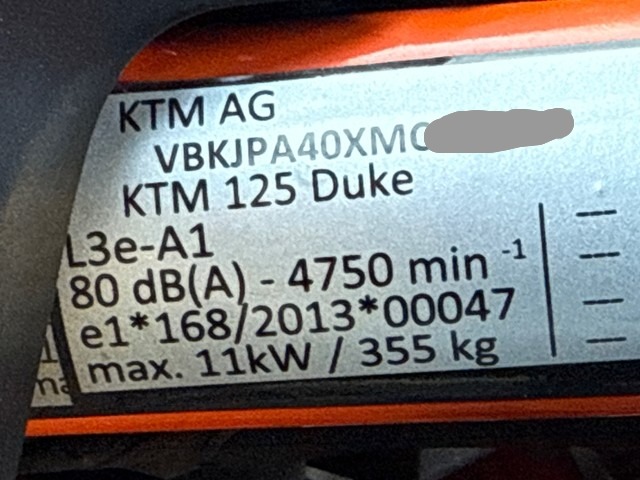 KTM AG
VBKJPA40XM
KTM 125 Duke
L3e-A1
80 dB(A) - 4750 min -1
e1*168/2013*00047
max. 11kW / 355 kg